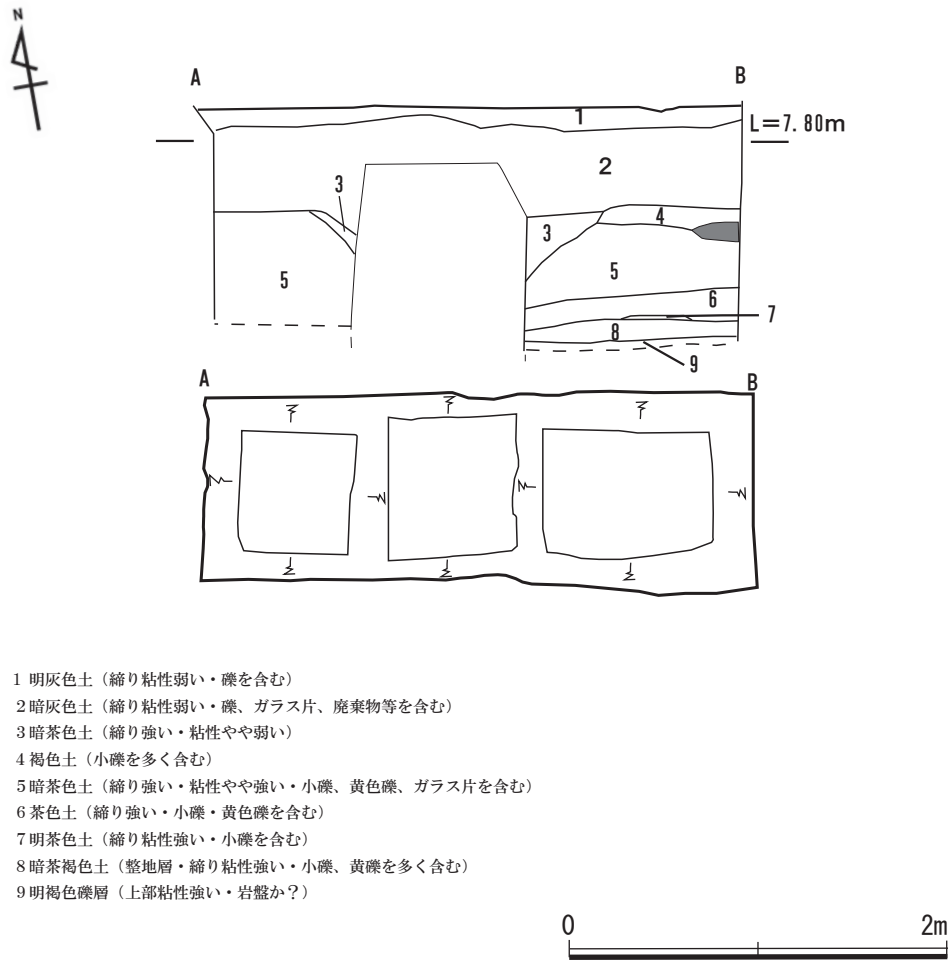 N
A
B
1
L=7.80m
2
3
4
3
5
5
6
7
8
9
A
B
1 明灰色土（締り粘性弱い・礫を含む）
2 暗灰色土（締り粘性弱い・礫、ガラス片、廃棄物等を含む）
3 暗茶色土（締り強い・粘性やや弱い）
4 褐色土（小礫を多く含む）
5 暗茶色土（締り強い・粘性やや強い・小礫、黄色礫、ガラス片を含む）
6 茶色土（締り強い・小礫・黄色礫を含む）
7 明茶色土（締り粘性強い・小礫を含む）
8 暗茶褐色土（整地層・締り粘性強い・小礫、黄礫を多く含む）
9 明褐色礫層（上部粘性強い・岩盤か？）
0
2m